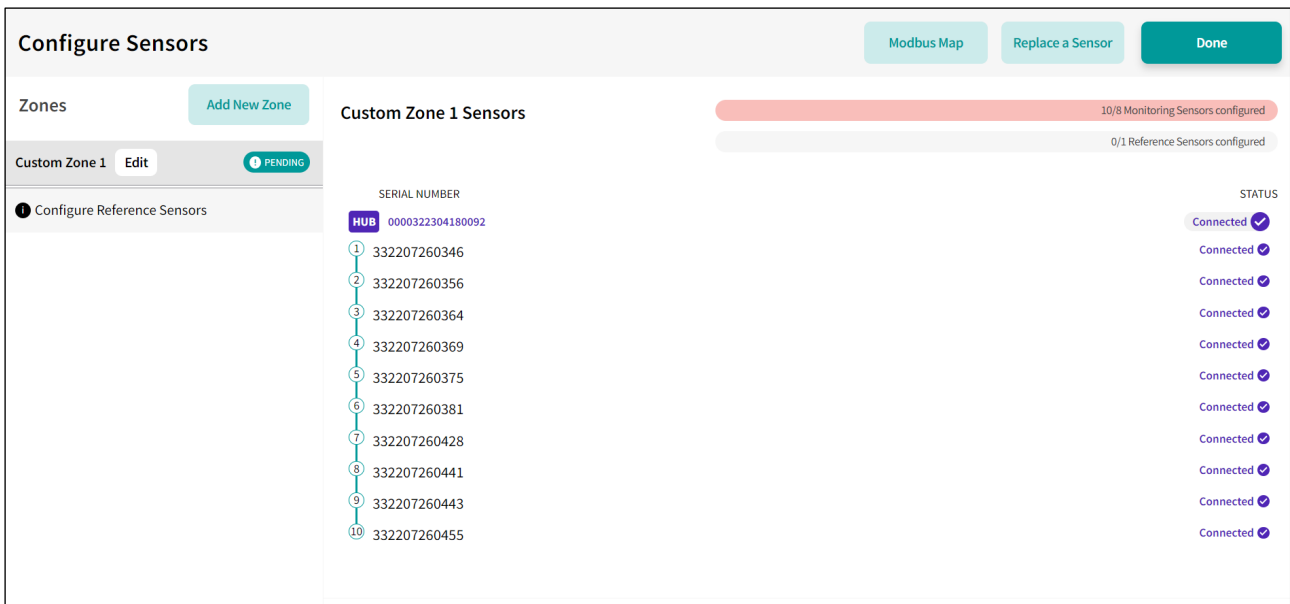 Configure Sensors
Modbus Map
Replace a Sensor
Done
Zones
Add New Zone
Custom Zone 1
Edit
! PENDING
i Configure Reference Sensors
Custom Zone 1 Sensors
10/8 Monitoring Sensors configured
0/1 Reference Sensors configured
SERIAL NUMBER STATUS
HUB 0000322304180092 Connected
1 332207260346 Connected
2 332207260356 Connected
3 332207260364 Connected
4 332207260369 Connected
5 332207260375 Connected
6 332207260381 Connected
7 332207260428 Connected
8 332207260441 Connected
9 332207260443 Connected
10 332207260455 Connected